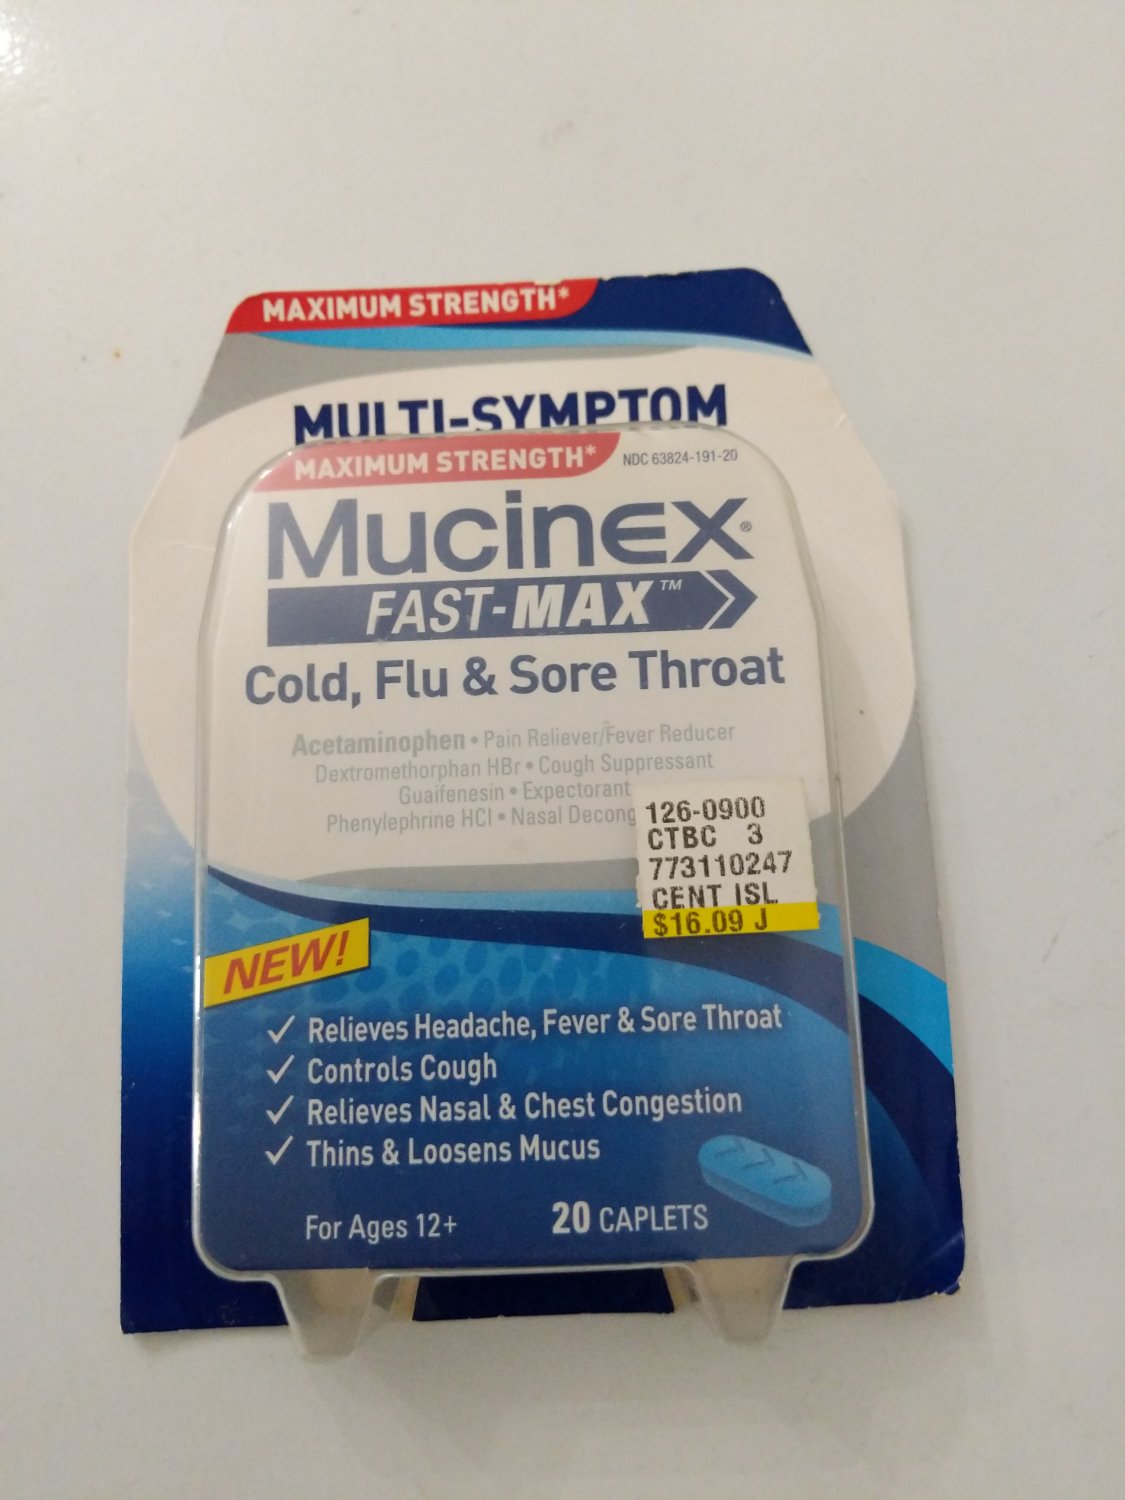 MAXIMUM STRENGTH*
MULTI-SYMPTOM
MAXIMUM STRENGTH*
NDC 63824-191-20
Mucinex®
FAST-MAX™
Cold, Flu & Sore Throat
Acetaminophen • Pain Reliever/Fever Reducer
Dextromethorphan HBr • Cough Suppressant
Guaifenesin • Expectorant
Phenylephrine HCl • Nasal Decong
126-0900
CTBC 3
773110247
CENT ISL
$16.09 J
NEW!
✓ Relieves Headache, Fever & Sore Throat
✓ Controls Cough
✓ Relieves Nasal & Chest Congestion
✓ Thins & Loosens Mucus
For Ages 12+
20 CAPLETS